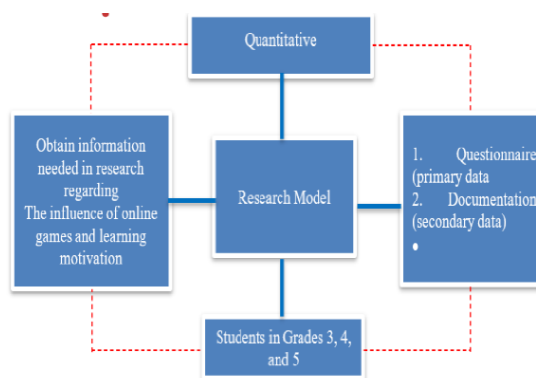 Quantitative
Obtain information
needed in research
regarding
The influence of online
games and learning
motivation
Research Model
1. Questionnaire
(primary data
2. Documentation
(secondary data)
•
Students in Grades 3, 4,
and 5